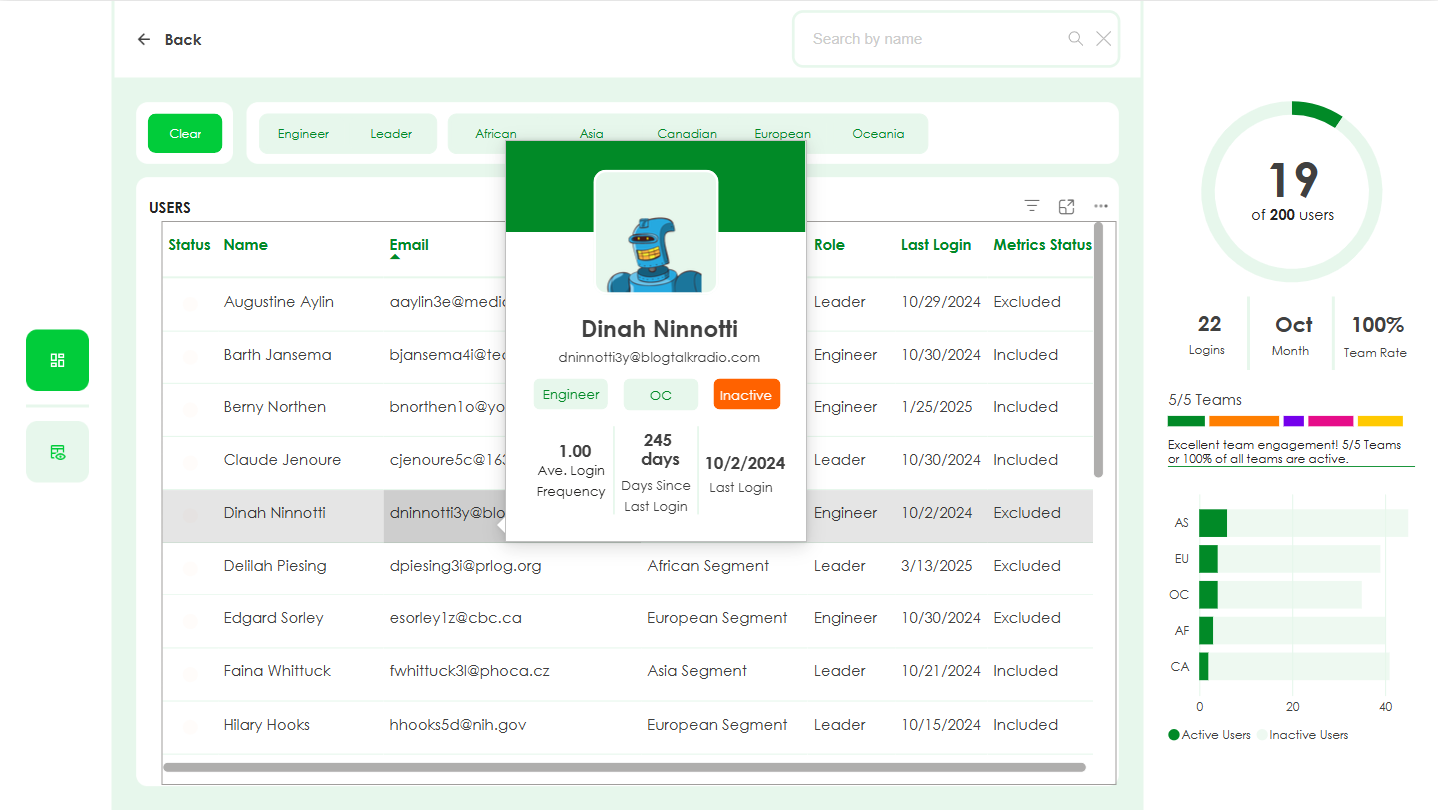 Back
Search by name
Clear
Engineer Leader
African Asia Canadian European Oceania
USERS
Status Name Email Role Last Login Metrics Status
Augustine Aylin aaylin3e@medi Leader 10/29/2024 Excluded
Barth Jansema bjansema4i@te Engineer 10/30/2024 Included
Berny Northen bnorthen1o@yo Engineer 1/25/2025 Included
Claude Jenoure cjenoure5c@163 Leader 10/30/2024 Included
Dinah Ninnotti dninnotti3y@blo Engineer 10/2/2024 Excluded
Delilah Piesing dpiesing3i@prlog.org African Segment Leader 3/13/2025 Excluded
Edgard Sorley esorley1z@cbc.ca European Segment Engineer 10/30/2024 Excluded
Faina Whittuck fwhittuck3l@phoca.cz Asia Segment Leader 10/21/2024 Included
Hilary Hooks hhooks5d@nih.gov European Segment Leader 10/15/2024 Included
Dinah Ninnotti
dninnotti3y@blogtalkradio.com
Engineer OC Inactive
1.00
Ave. Login
Frequency
245
days
Days Since
Last Login
10/2/2024
Last Login
19
of 200 users
22
Logins
Oct
Month
100%
Team Rate
5/5 Teams
Excellent team engagement! 5/5 Teams
or 100% of all teams are active.
AS
EU
OC
AF
CA
0 20 40
Active Users Inactive Users